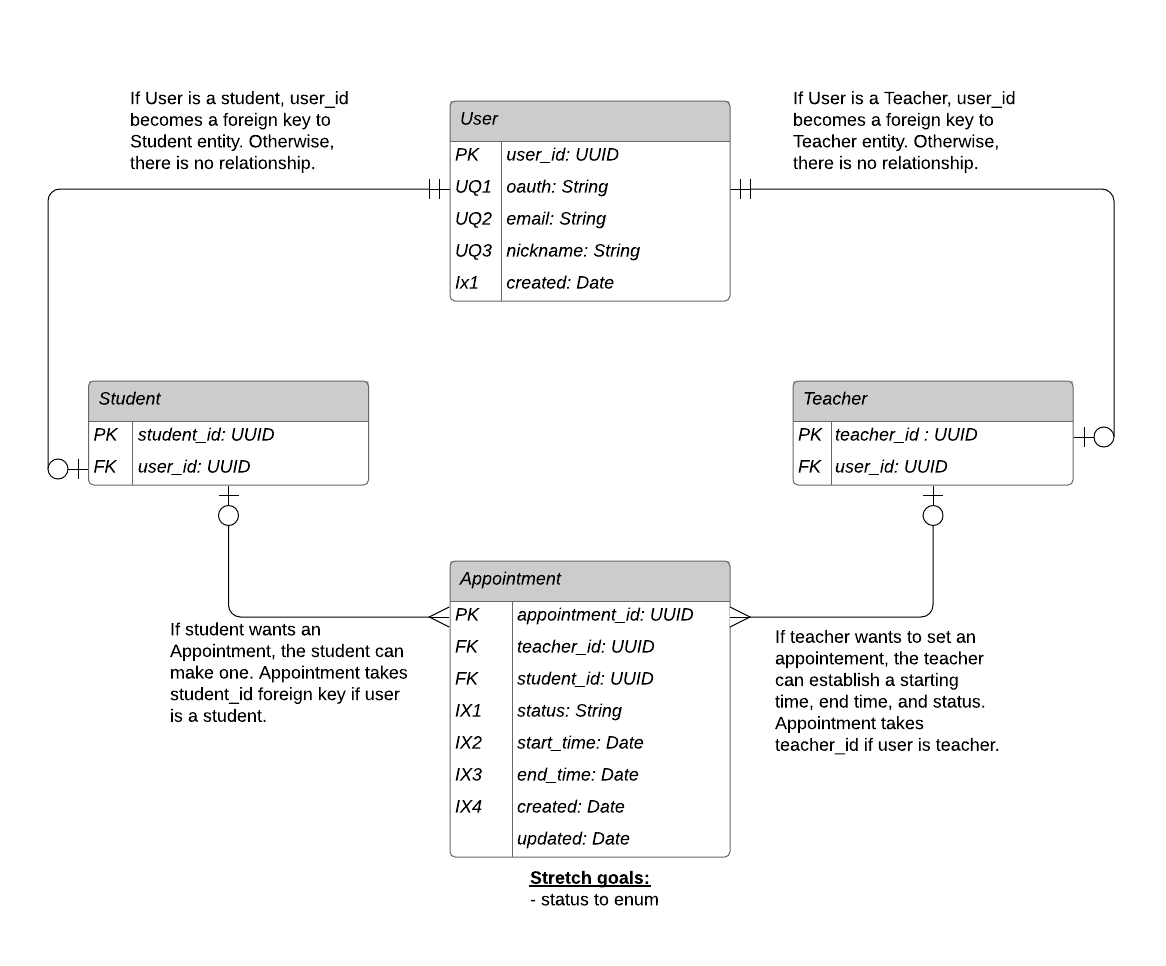 If User is a student, user_id
becomes a foreign key to
Student entity. Otherwise,
there is no relationship.
User
PK user_id: UUID
UQ1 oauth: String
UQ2 email: String
UQ3 nickname: String
Ix1 created: Date
If User is a Teacher, user_id
becomes a foreign key to
Teacher entity. Otherwise,
there is no relationship.
Student
PK student_id: UUID
FK user_id: UUID
Teacher
PK teacher_id : UUID
FK user_id: UUID
If student wants an
Appointment, the student can
make one. Appointment takes
student_id foreign key if user
is a student.
Appointment
PK appointment_id: UUID
FK teacher_id: UUID
FK student_id: UUID
IX1 status: String
IX2 start_time: Date
IX3 end_time: Date
IX4 created: Date
updated: Date
If teacher wants to set an
appointement, the teacher
can establish a starting
time, end time, and status.
Appointment takes
teacher_id if user is teacher.
Stretch goals:
- status to enum